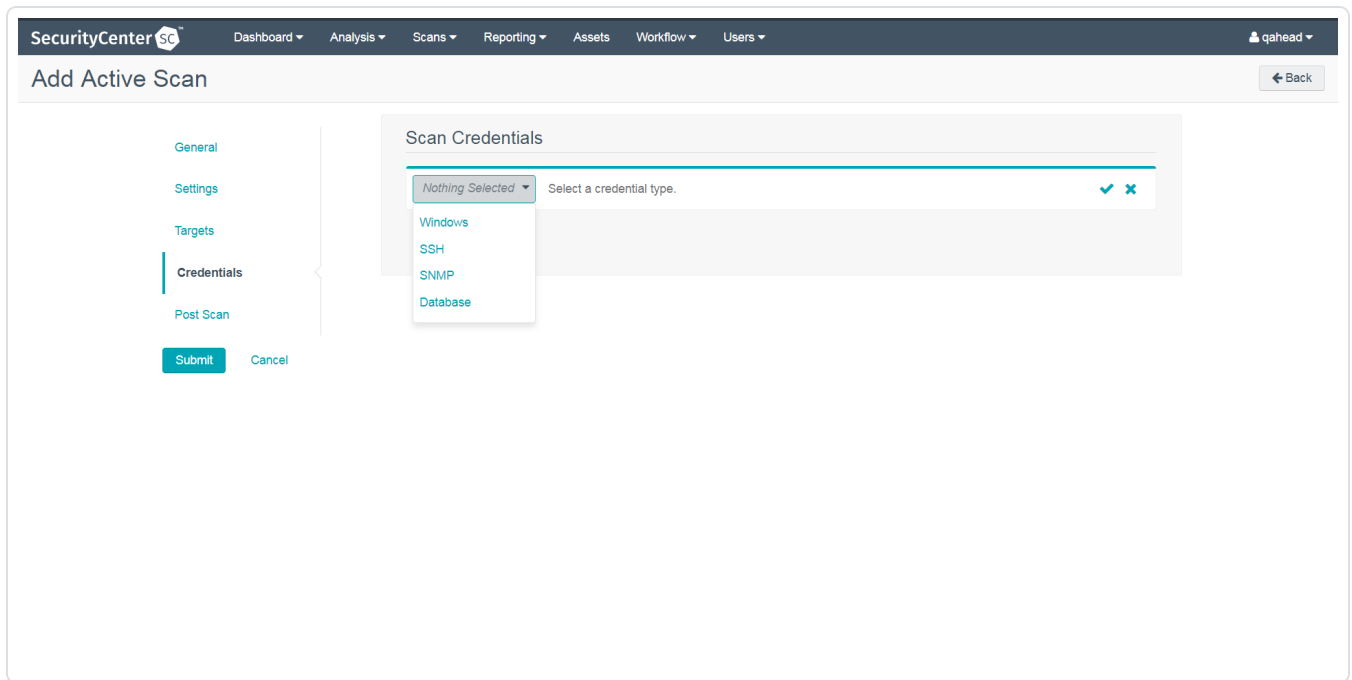 SecurityCenter SC™ Dashboard Analysis Scans Reporting Assets Workflow Users qahead
Add Active Scan Back
General
Settings
Targets
Credentials
Post Scan
Submit Cancel
Scan Credentials
Nothing Selected Select a credential type.
Windows
SSH
SNMP
Database